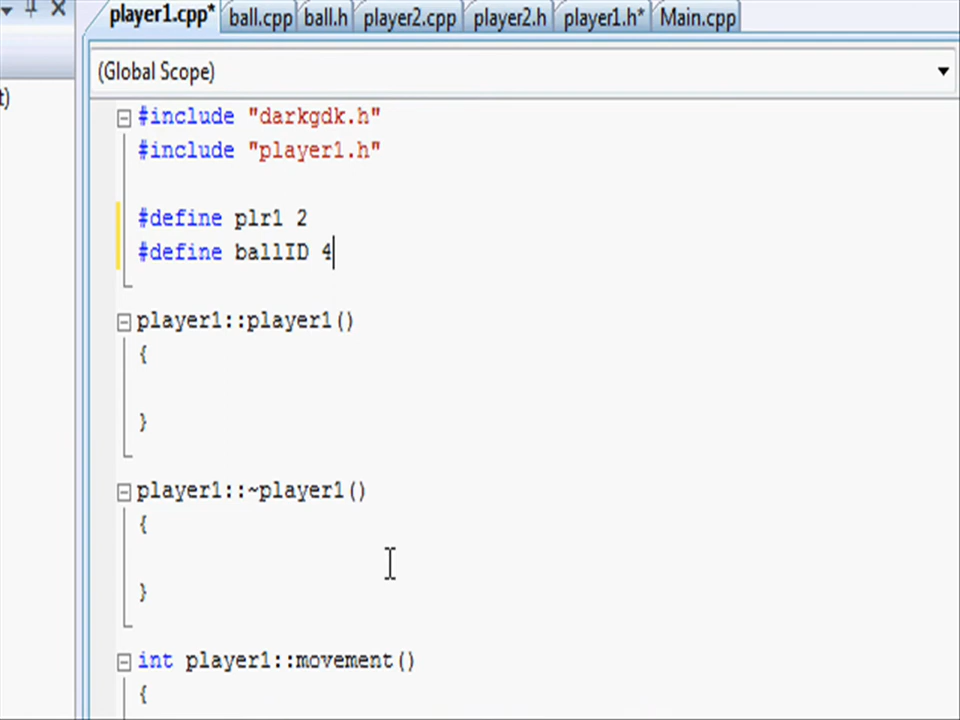 player1.cpp* ball.cpp ball.h player2.cpp player2.h player1.h* Main.cpp
(Global Scope)
t)
#include "darkgdk.h"
#include "player1.h"
#define plr1 2
#define ballID 4
player1::player1()
{
}
player1::~player1()
{
}
int player1::movement()
{